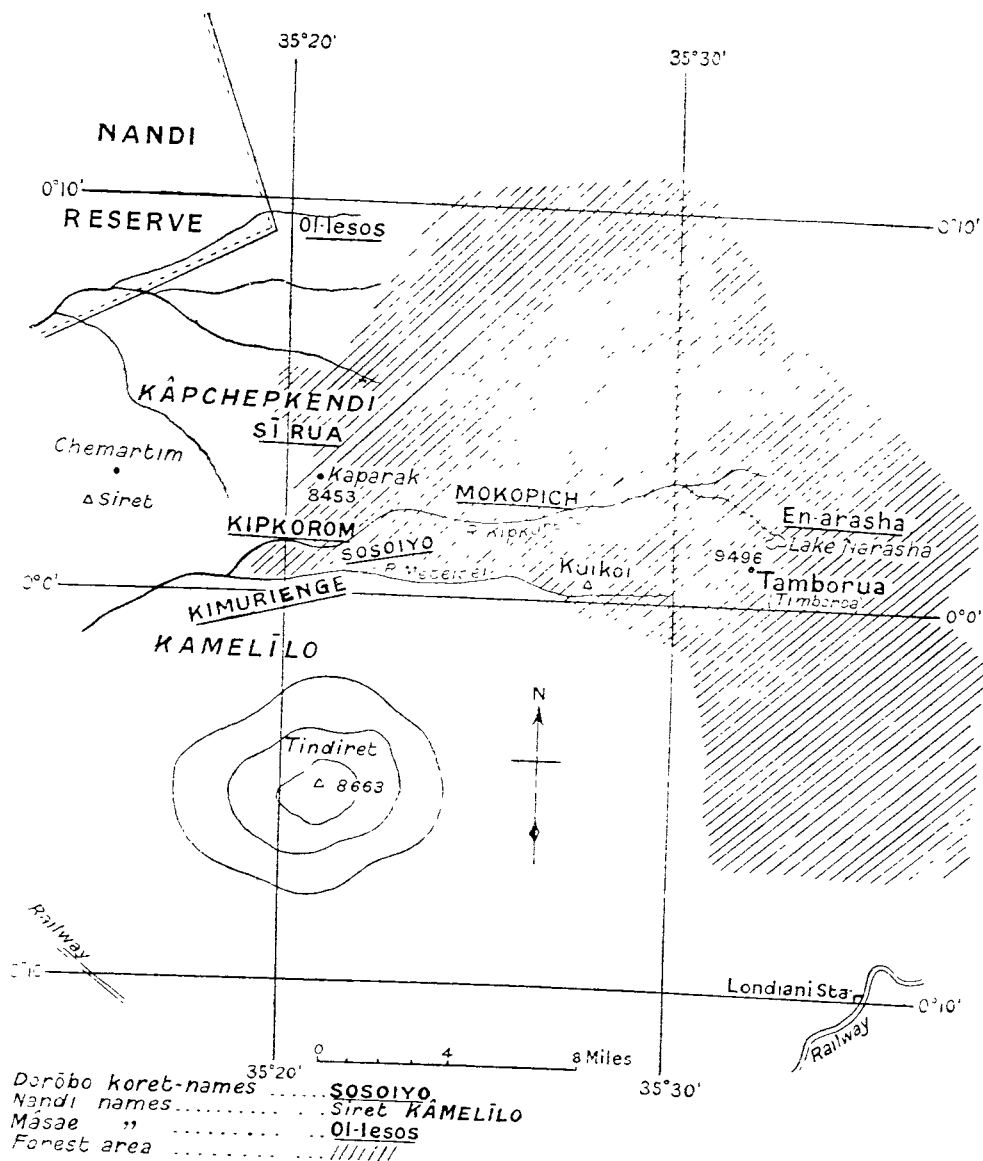 35°20'
35°30'
NANDI
0°10'
RESERVE
Ol-lesos
0°10'
KÂPCHEPKENDI
SĪRUA
Chemartim
Siret
Kaparak
8453
MOKOPICH
KIPKOROM
SOSOIYO
En-arasha
Lake Narasha
9496
Kuikoi
Tamborua
(Timboroa)
0°0'
KIMURIENGE
0°0'
KAMELĪLO
N
Tindiret
8663
Railway
Londiani Sta.
0°10'
Railway
0 4 8 Miles
35°20'
35°30'
Dorōbo koret-names ...... SOSOIYO
Nandi names .......... Siret KÂMELĪLO
Mâsae " .......... Ol-lesos
Forest area ..........